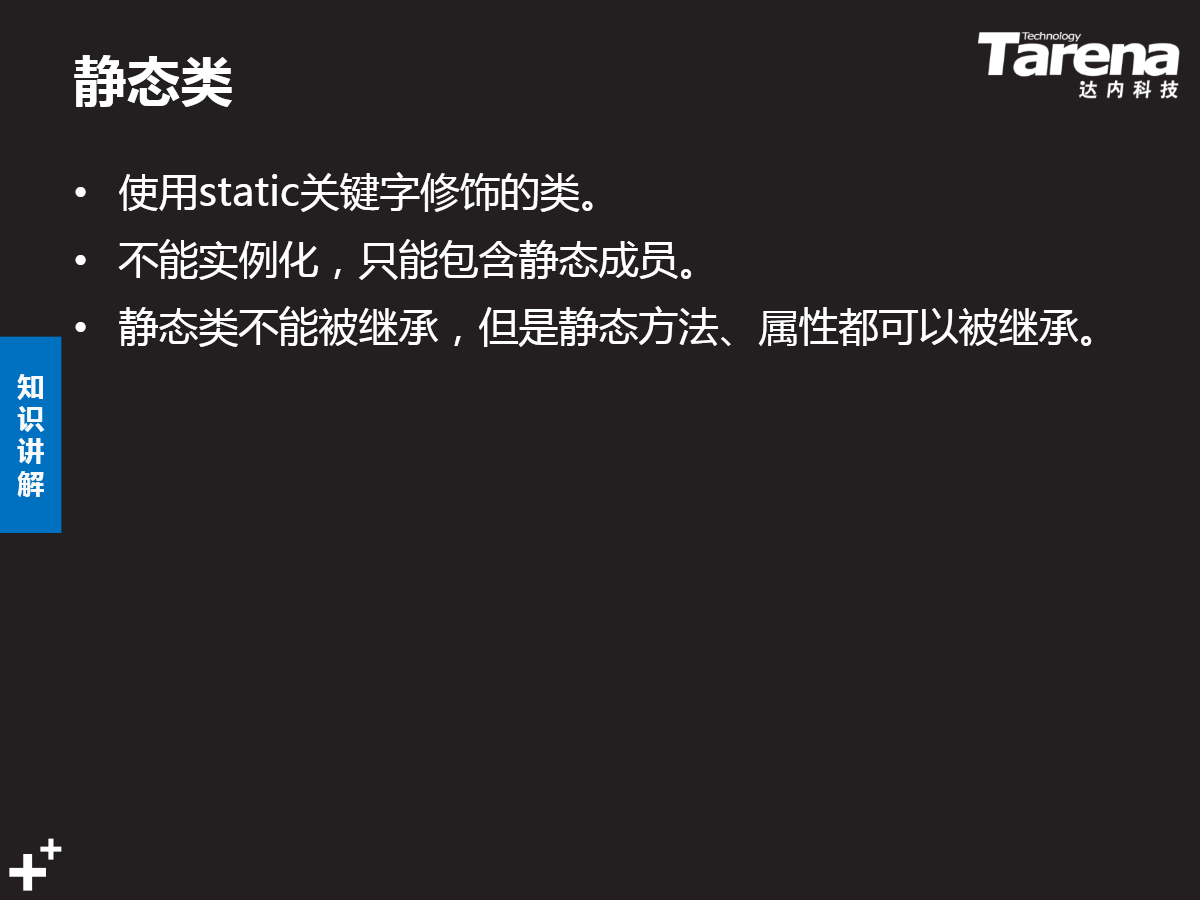 静态类
Technology
Tarena
达内科技
• 使用static关键字修饰的类。
• 不能实例化，只能包含静态成员。
• 静态类不能被继承，但是静态方法、属性都可以被继承。
知识讲解